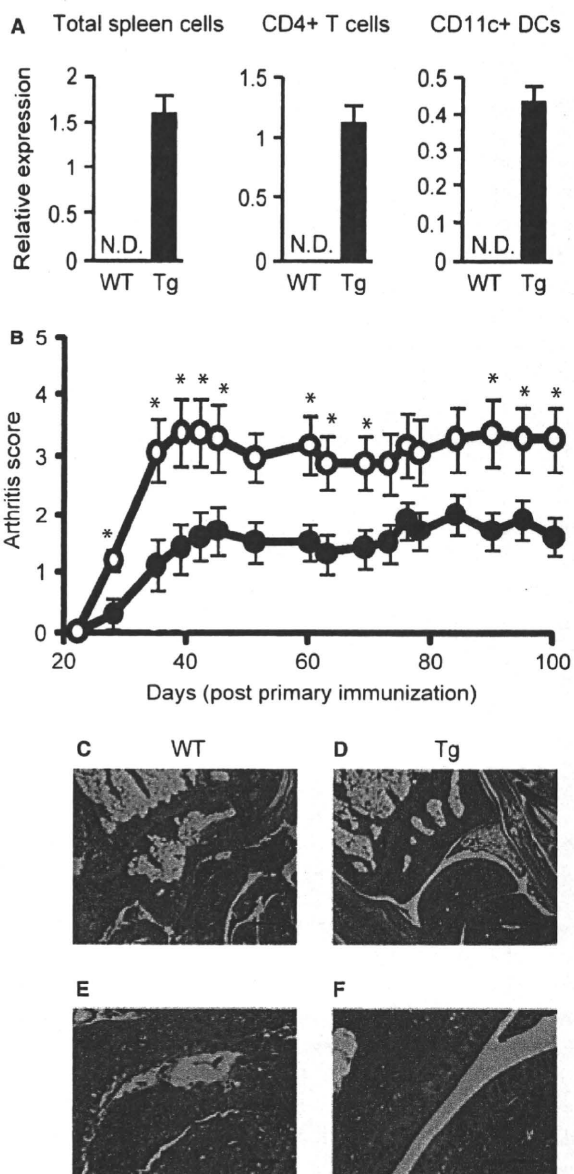 A Total spleen cells CD4+ T cells CD11c+ DCs
Relative expression
2
1.5
1
0.5
0
N.D.
WT Tg
1.5
1
0.5
0
N.D.
WT Tg
0.5
0.4
0.3
0.2
0.1
0
N.D.
WT Tg
B
Arthritis score
5
4
3
2
1
0
* * * * * * * * * * *
20 40 60 80 100
Days (post primary immunization)
C WT D Tg
E F